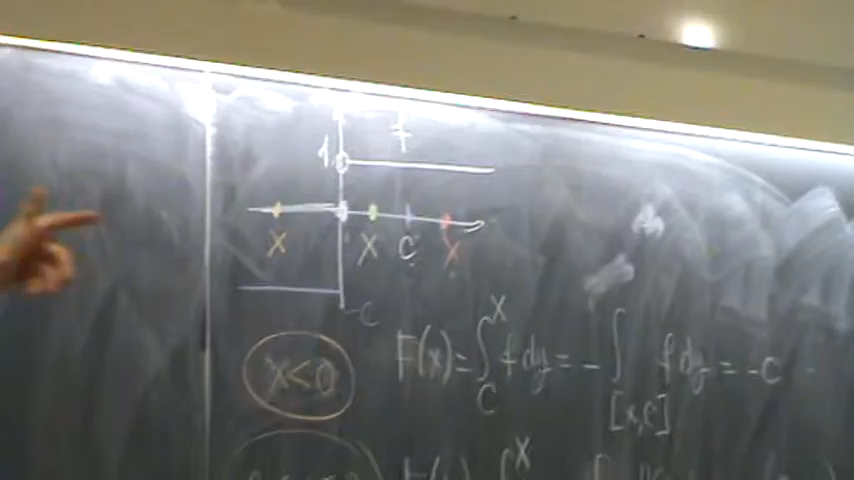 f
1
x x c x
-c
x<0 F(x) = ∫_c^x f dy = - ∫_[x,c] f dy = -c